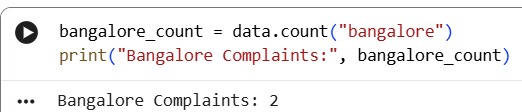 bangalore_count = data.count("bangalore")
print("Bangalore Complaints:", bangalore_count)
Bangalore Complaints: 2